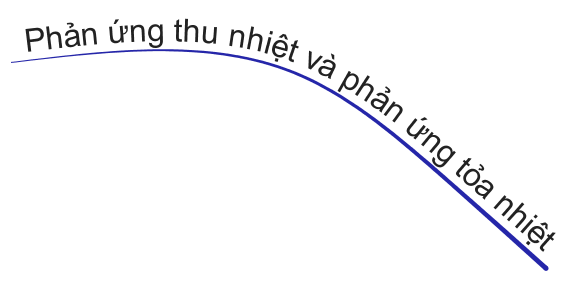 Phản ứng thu nhiệt và phản ứng tỏa nhiệt